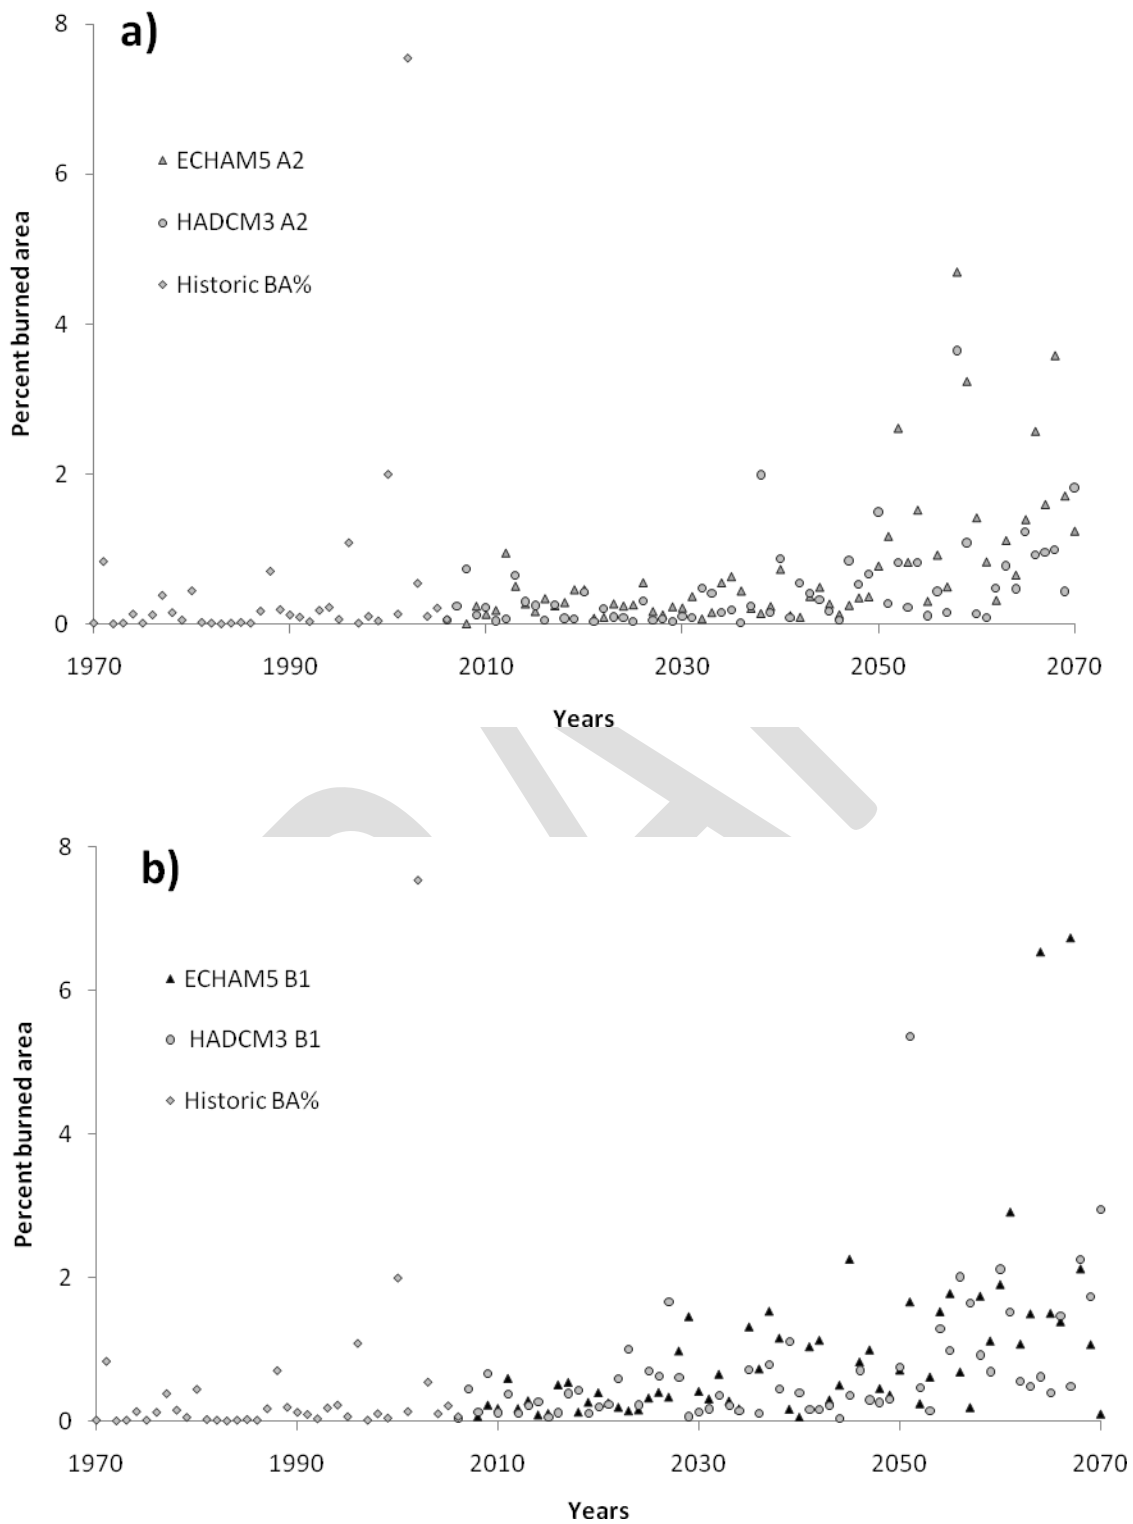 a)
8
6
4
2
0
ECHAM5 A2
HADCM3 A2
Historic BA%
Percent burned area
1970 1990 2010 2030 2050 2070
Years
b)
8
6
4
2
0
ECHAM5 B1
HADCM3 B1
Historic BA%
Percent burned area
1970 1990 2010 2030 2050 2070
Years